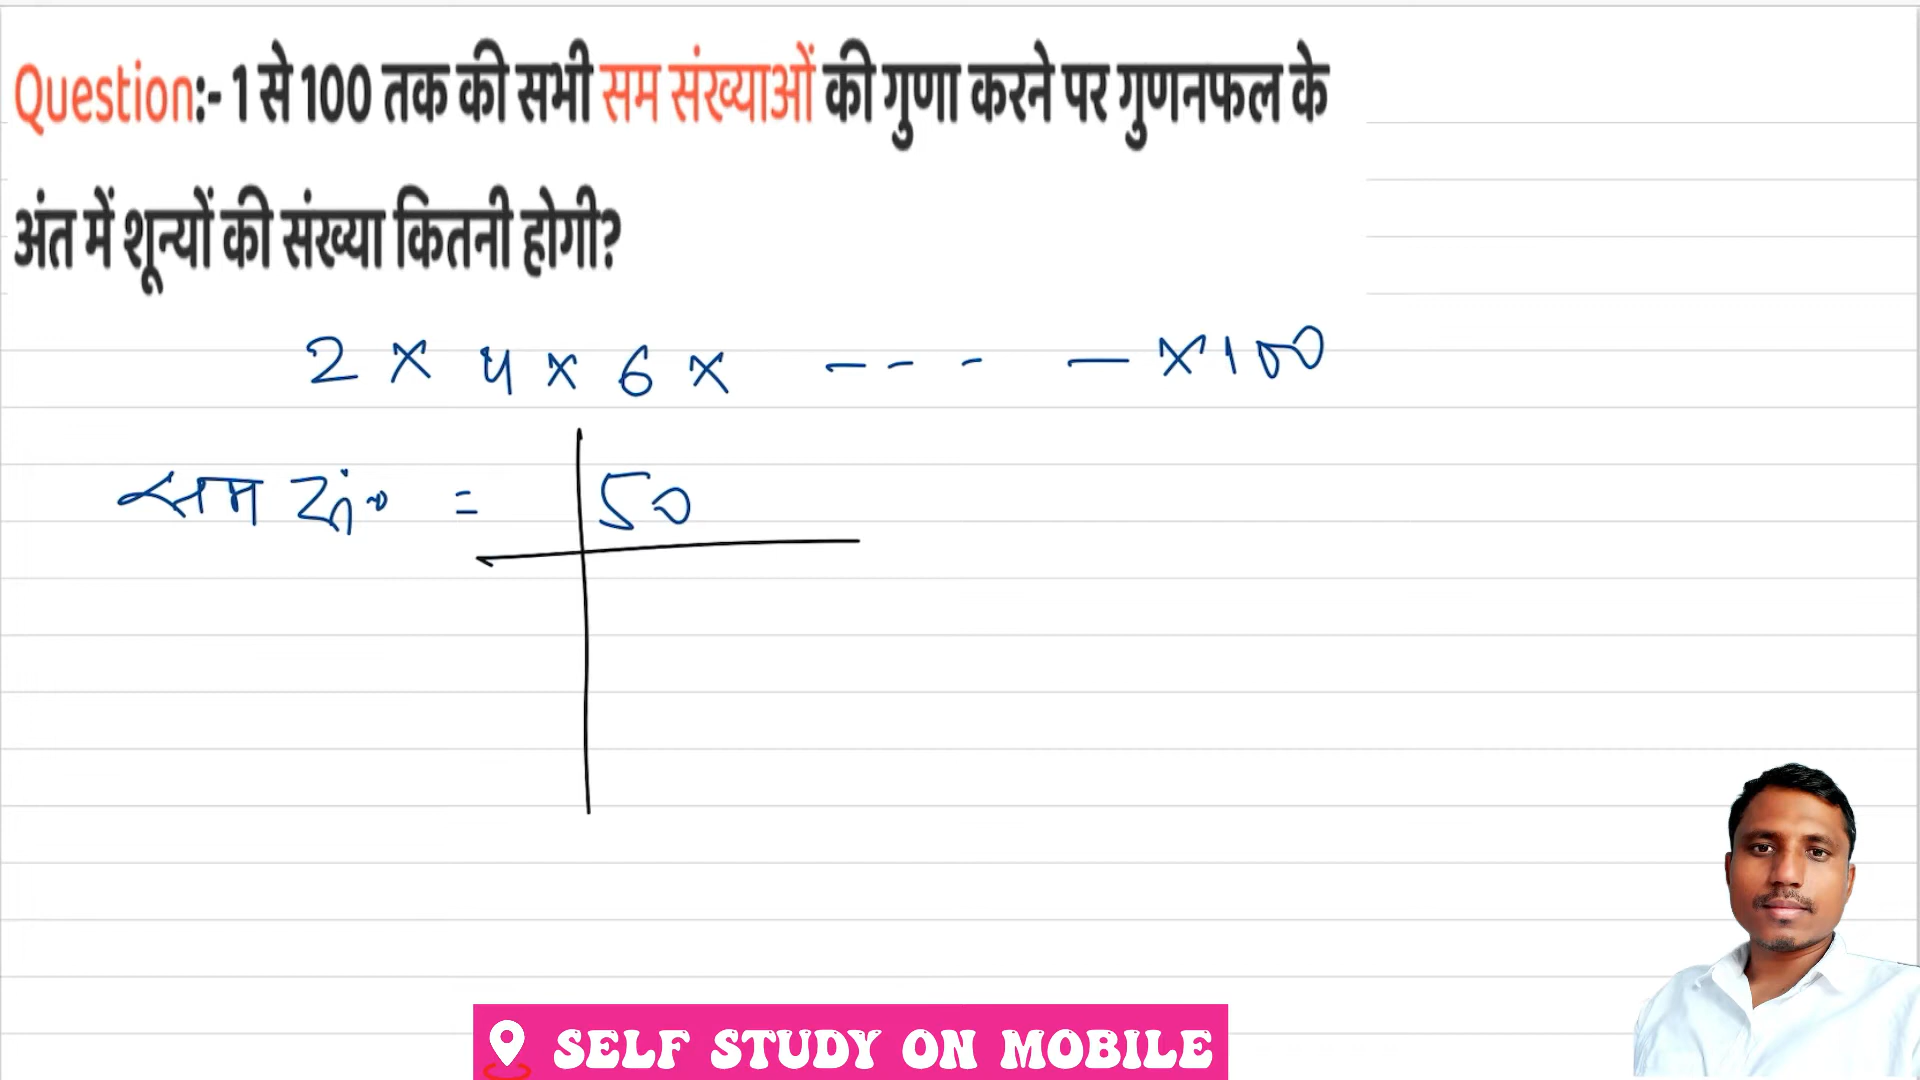 Question:- 1 से 100 तक की सभी सम संख्याओं की गुणा करने पर गुणनफल के
अंत में शून्यों की संख्या कितनी होगी?
2 × 4 × 6 × - - - — × 100
सम सं० = 50
SELF STUDY ON MOBILE